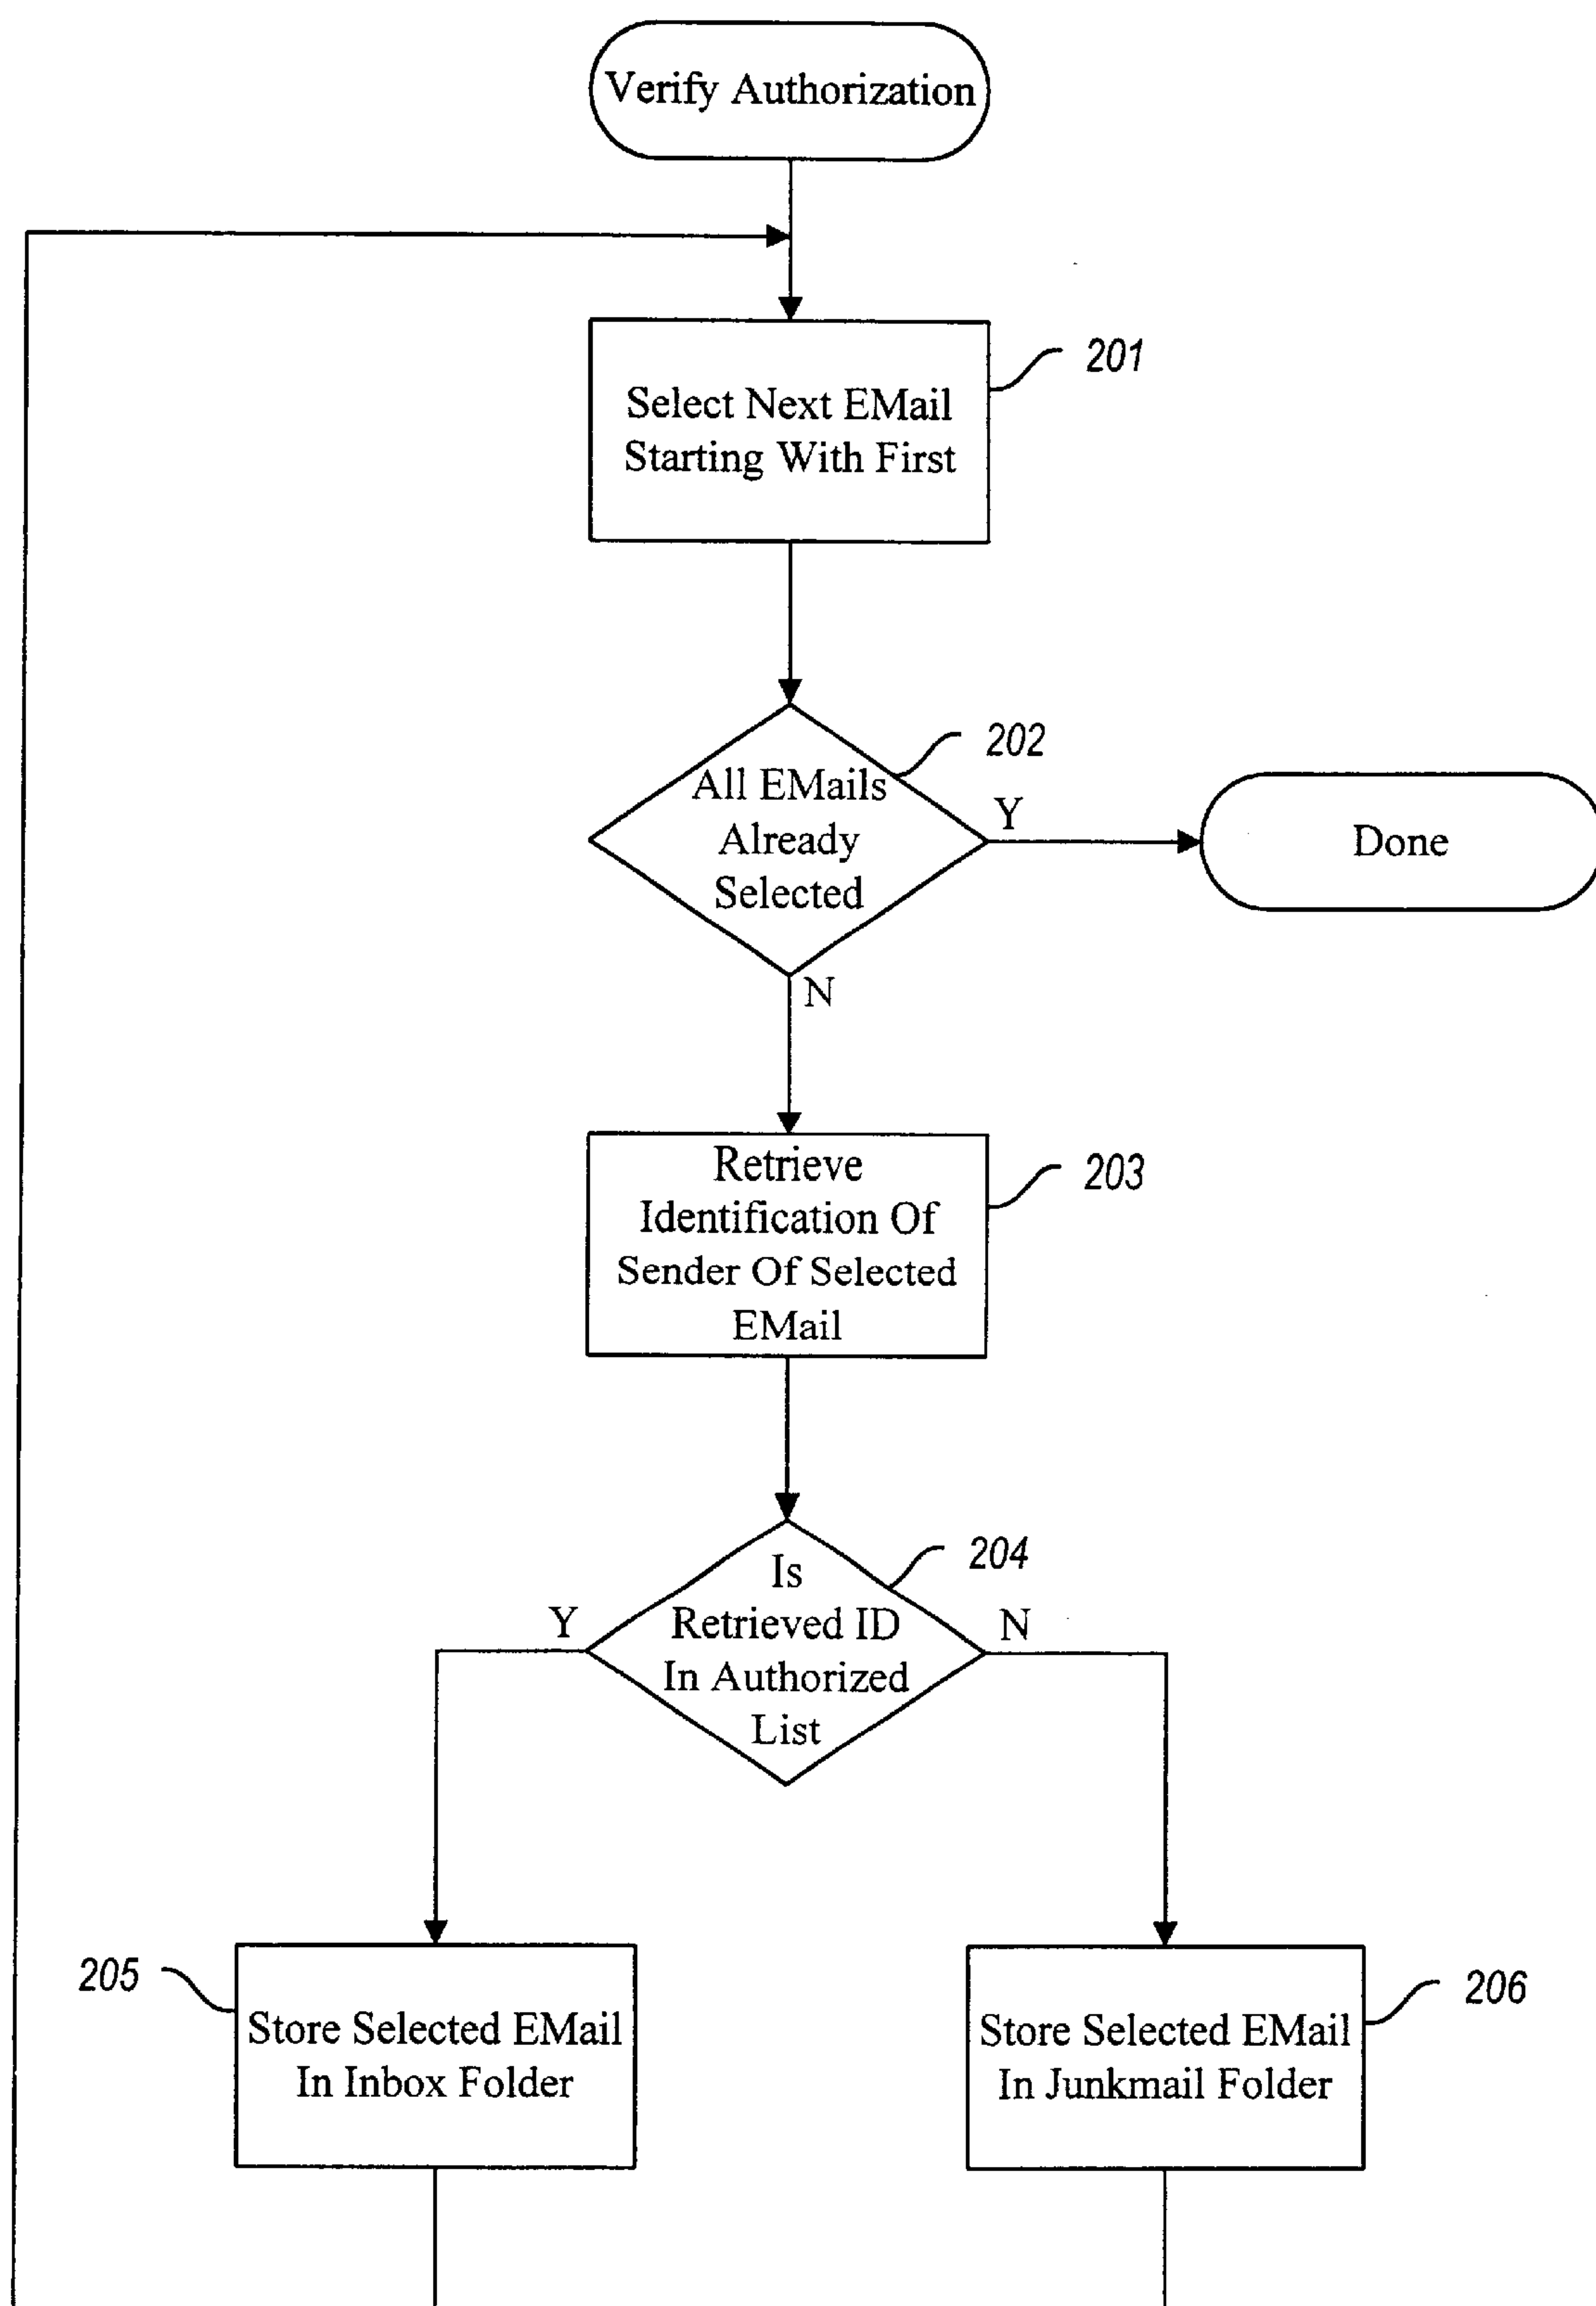 Verify Authorization
201
Select Next EMail
Starting With First
202
All EMails
Already
Selected
Y
Done
N
203
Retrieve
Identification Of
Sender Of Selected
EMail
204
Is
Retrieved ID
In Authorized
List
Y
N
205
Store Selected EMail
In Inbox Folder
206
Store Selected EMail
In Junkmail Folder